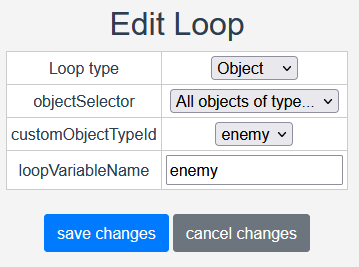 Edit Loop
Loop type Object
objectSelector All objects of type...
customObjectTypeId enemy
loopVariableName enemy
save changes cancel changes